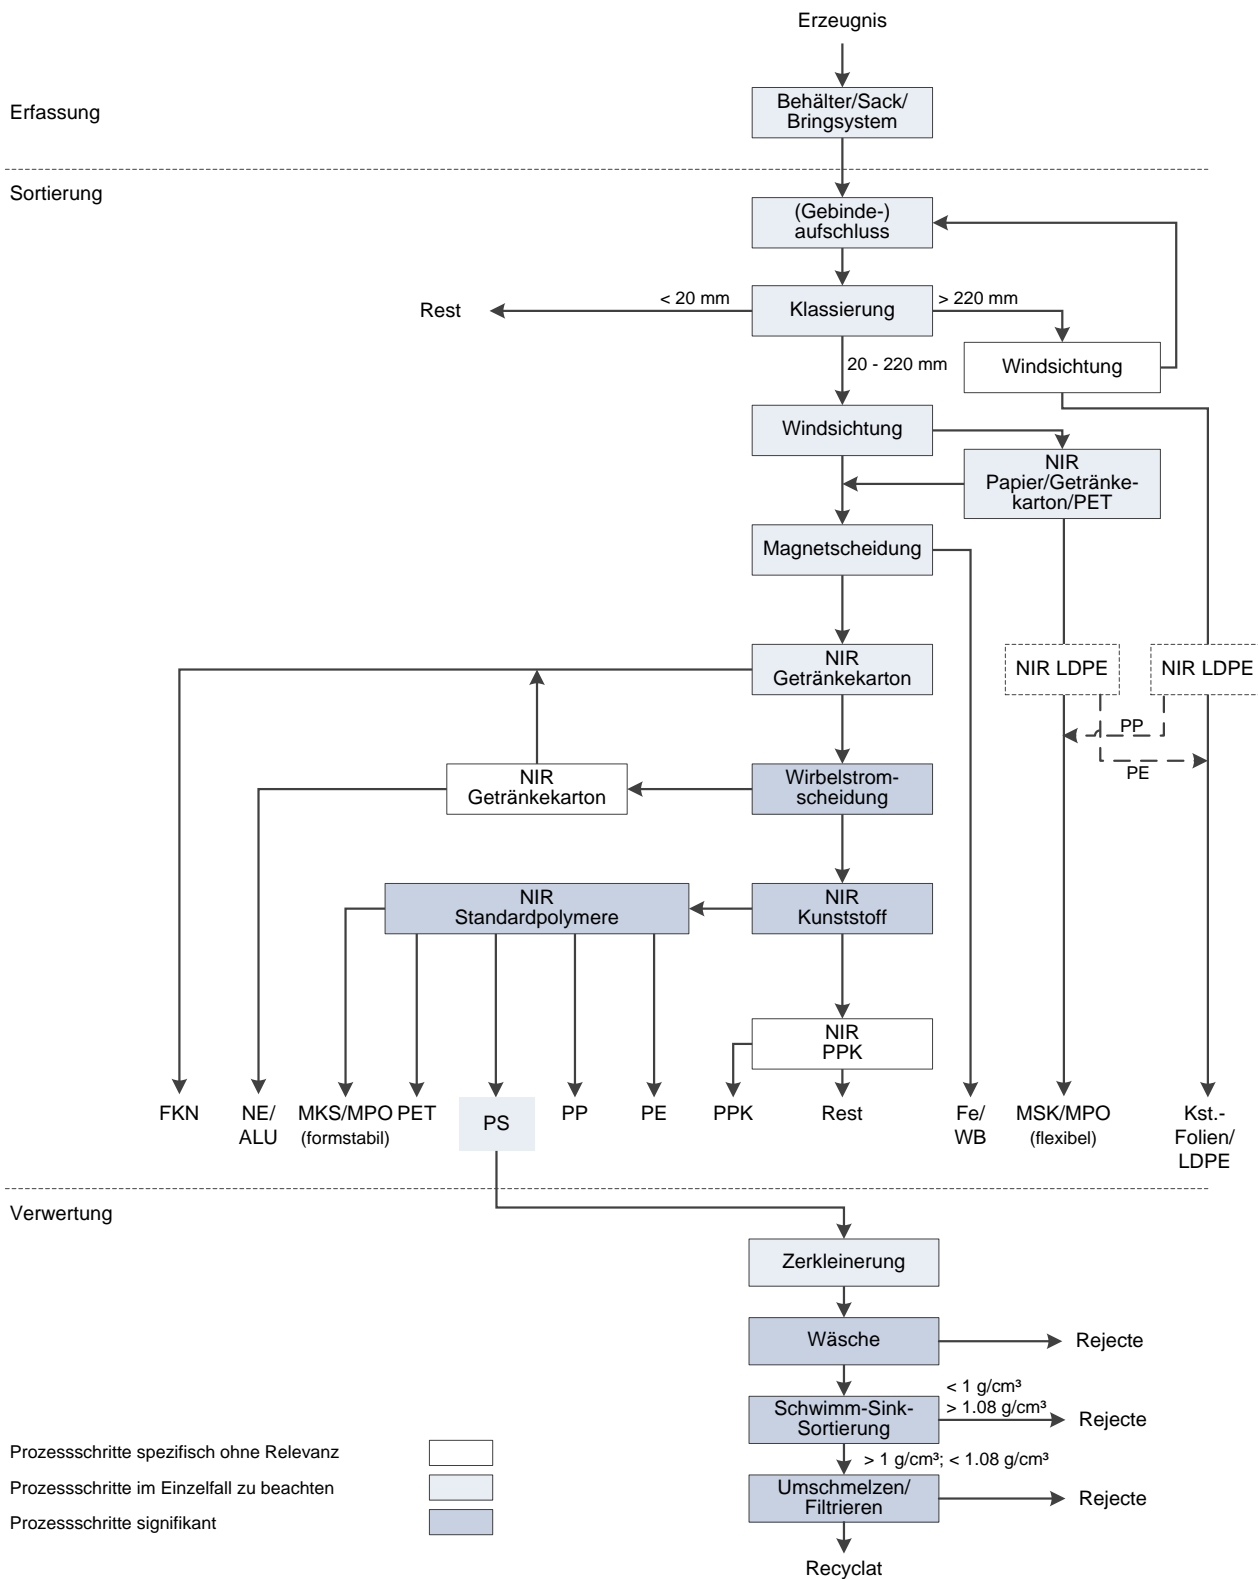 Erzeugnis
Erfassung
Behälter/Sack/
Bringsystem
Sortierung
(Gebinde-)
aufschluss
Rest
< 20 mm
Klassierung
> 220 mm
20 - 220 mm
Windsichtung
Windsichtung
NIR
Papier/Getränke-
karton/PET
Magnetscheidung
NIR
Getränkekarton
NIR LDPE
NIR LDPE
PP
PE
NIR
Getränkekarton
Wirbelstrom-
scheidung
NIR
Standardpolymere
NIR
Kunststoff
NIR
PPK
FKN
NE/
ALU
MKS/MPO
(formstabil)
PET
PS
PP
PE
PPK
Rest
Fe/
WB
MSK/MPO
(flexibel)
Kst.-
Folien/
LDPE
Verwertung
Zerkleinerung
Wäsche
Rejecte
Schwimm-Sink-
Sortierung
< 1 g/cm³
> 1.08 g/cm³
Rejecte
> 1 g/cm³; < 1.08 g/cm³
Umschmelzen/
Filtrieren
Rejecte
Recyclat
Prozessschritte spezifisch ohne Relevanz
Prozessschritte im Einzelfall zu beachten
Prozessschritte signifikant